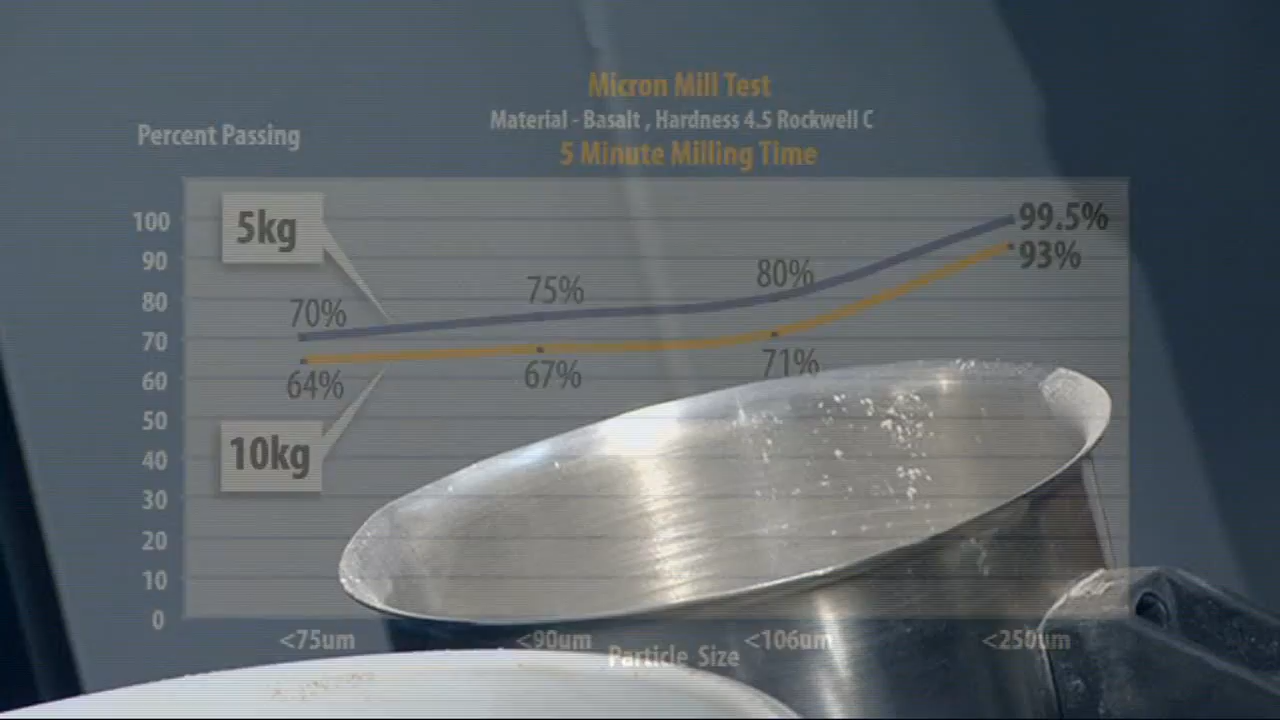 Micron Mill Test
Material - Basalt , Hardness 4.5 Rockwell C
5 Minute Milling Time
Percent Passing
100
90
80
70
60
50
40
30
20
10
0
5kg
10kg
70%
75%
80%
99.5%
64%
67%
71%
93%
<75um
<90um
<106um
<250um
Particle Size